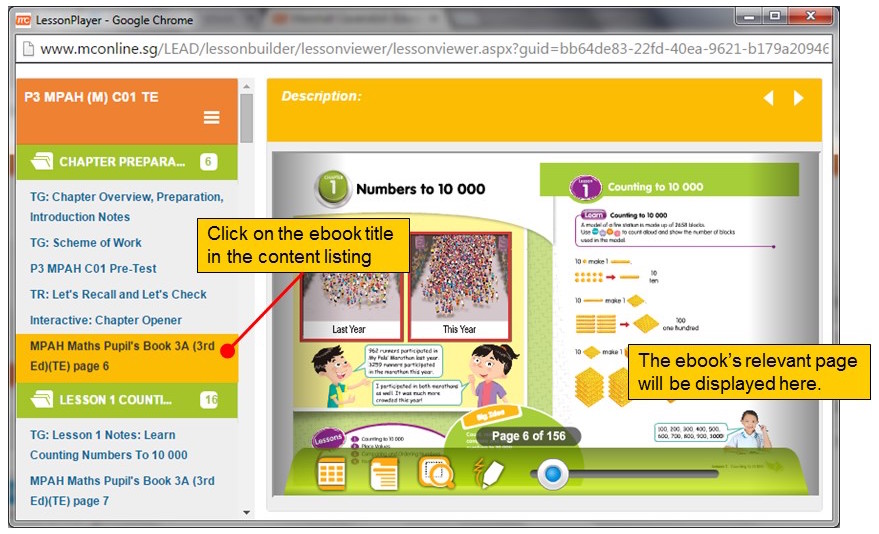 LessonPlayer - Google Chrome
www.mconline.sg/LEAD/lessonbuilder/lessonviewer/lessonviewer.aspx?guid=bb64de83-22fd-40ea-9621-b179a20946
P3 MPAH (M) C01 TE
CHAPTER PREPARA... 6
TG: Chapter Overview, Preparation,
Introduction Notes
TG: Scheme of Work
P3 MPAH C01 Pre-Test
TR: Let's Recall and Let's Check
Interactive: Chapter Opener
MPAH Maths Pupil's Book 3A (3rd
Ed)(TE) page 6
LESSON 1 COUNTI... 16
TG: Lesson 1 Notes: Learn
Counting Numbers To 10 000
MPAH Maths Pupil's Book 3A (3rd
Ed)(TE) page 7
Click on the ebook title
in the content listing
Description:
CHAPTER
1
Numbers to 10 000
Last Year
This Year
962 runners participated in
My Pals' Marathon last year.
3259 runners participated
in the marathon this year.
I participated in both marathons
as well. It was much more
crowded this year!
Big Idea
Lessons
1 Counting to 10 000
2 Place Values
Page 6 of 156
LESSON
1
Counting to 10 000
Learn Counting to 10 000
A model of a fire station is made up of 2658 blocks.
Use
to count aloud and show the number of blocks
used in the model.
10 make 1
10
ten
10 make 1
100
one hundred
10 make 1
The ebook's relevant page
will be displayed here.
100, 200, 300, 400, 500,
600, 700, 800, 900, 1000!